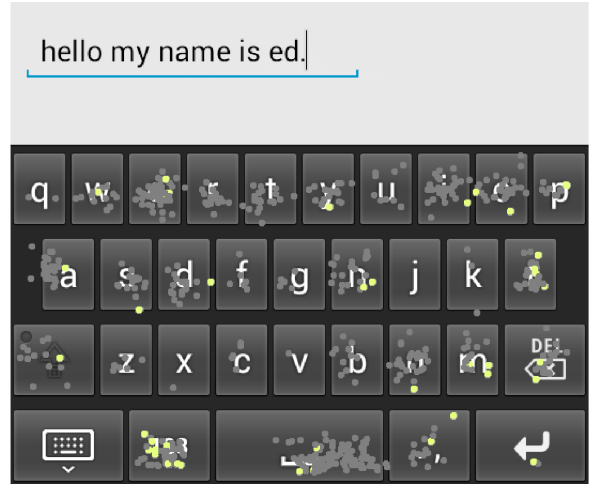 hello my name is ed.
q w r t y u i o p
a s d f g h j k
z x c v b m DEL
123 ,